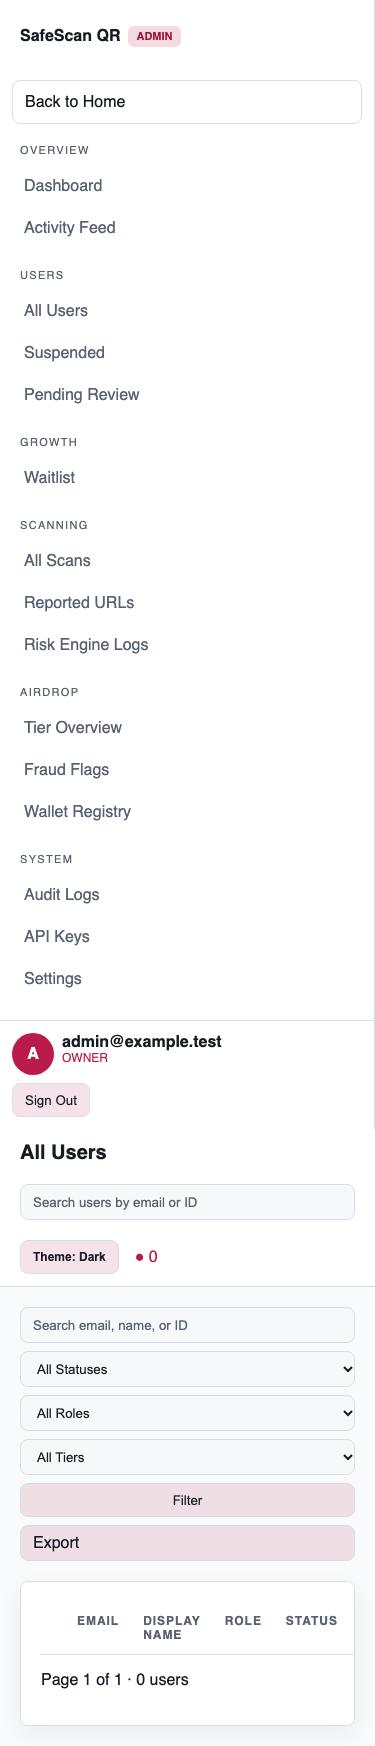 SafeScan QR ADMIN
Back to Home
OVERVIEW
Dashboard
Activity Feed
USERS
All Users
Suspended
Pending Review
GROWTH
Waitlist
SCANNING
All Scans
Reported URLs
Risk Engine Logs
AIRDROP
Tier Overview
Fraud Flags
Wallet Registry
SYSTEM
Audit Logs
API Keys
Settings
A
admin@example.test
OWNER
Sign Out
All Users
Search users by email or ID
Theme: Dark ● 0
Search email, name, or ID
All Statuses
All Roles
All Tiers
Filter
Export
EMAIL DISPLAY NAME ROLE STATUS
Page 1 of 1 · 0 users